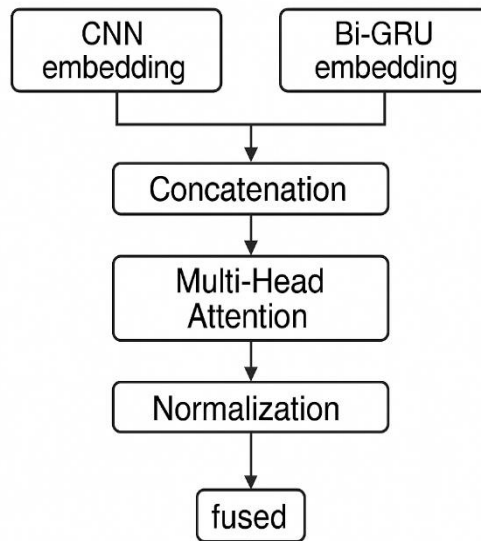 CNN
embedding
Bi-GRU
embedding
Concatenation
Multi-Head
Attention
Normalization
fused